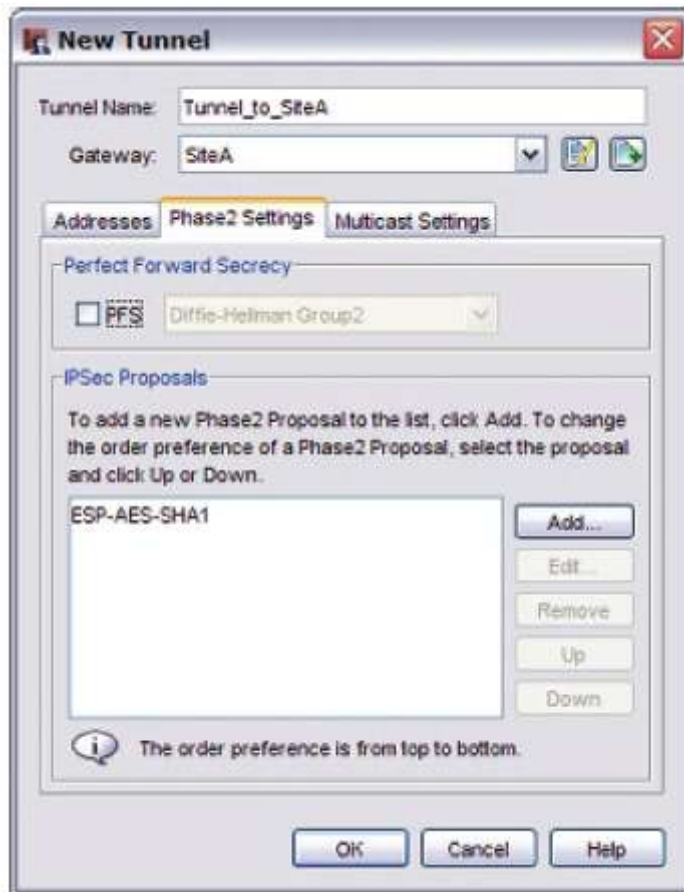 New Tunnel
Tunnel Name: Tunnel_to_SiteA
Gateway: SiteA
Addresses Phase2 Settings Multicast Settings
Perfect Forward Secrecy
PFS Diffie-Hellman Group2
IPSec Proposals
To add a new Phase2 Proposal to the list, click Add. To change
the order preference of a Phase2 Proposal, select the proposal
and click Up or Down.
ESP-AES-SHA1
Add...
Edit...
Remove
Up
Down
The order preference is from top to bottom.
OK Cancel Help